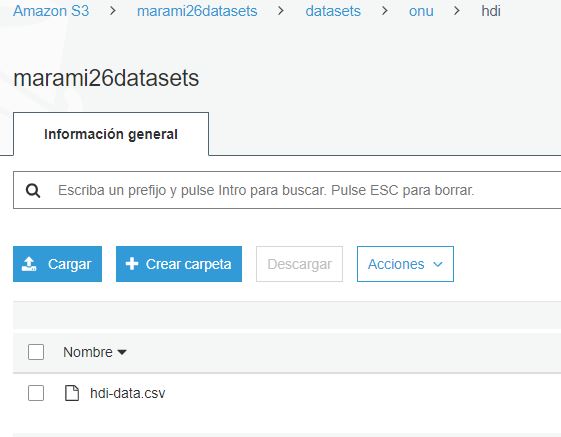 Amazon S3 > marami26datasets > datasets > onu > hdi
marami26datasets
Información general
Escriba un prefijo y pulse Intro para buscar. Pulse ESC para borrar.
Cargar + Crear carpeta Descargar Acciones
Nombre
hdi-data.csv